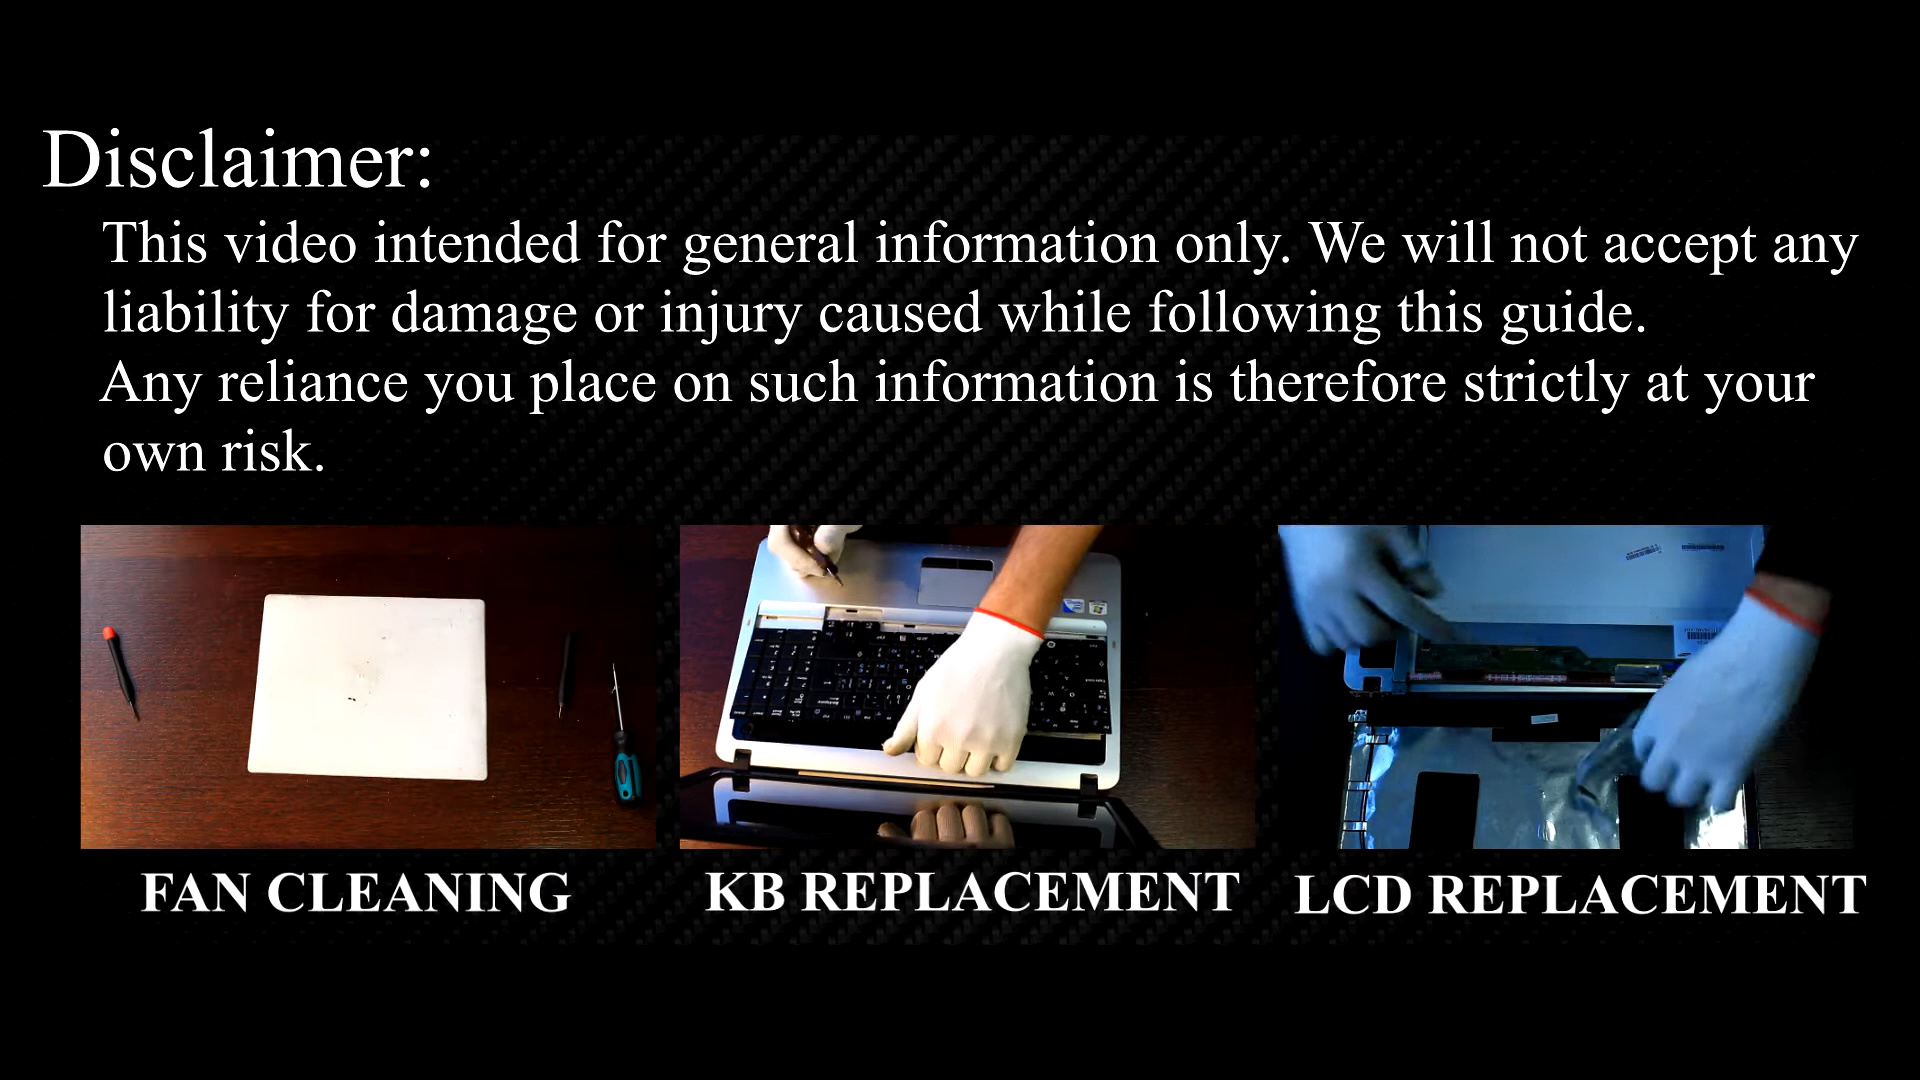 Disclaimer:
This video intended for general information only. We will not accept any
liability for damage or injury caused while following this guide.
Any reliance you place on such information is therefore strictly at your
own risk.
FAN CLEANING
KB REPLACEMENT
LCD REPLACEMENT